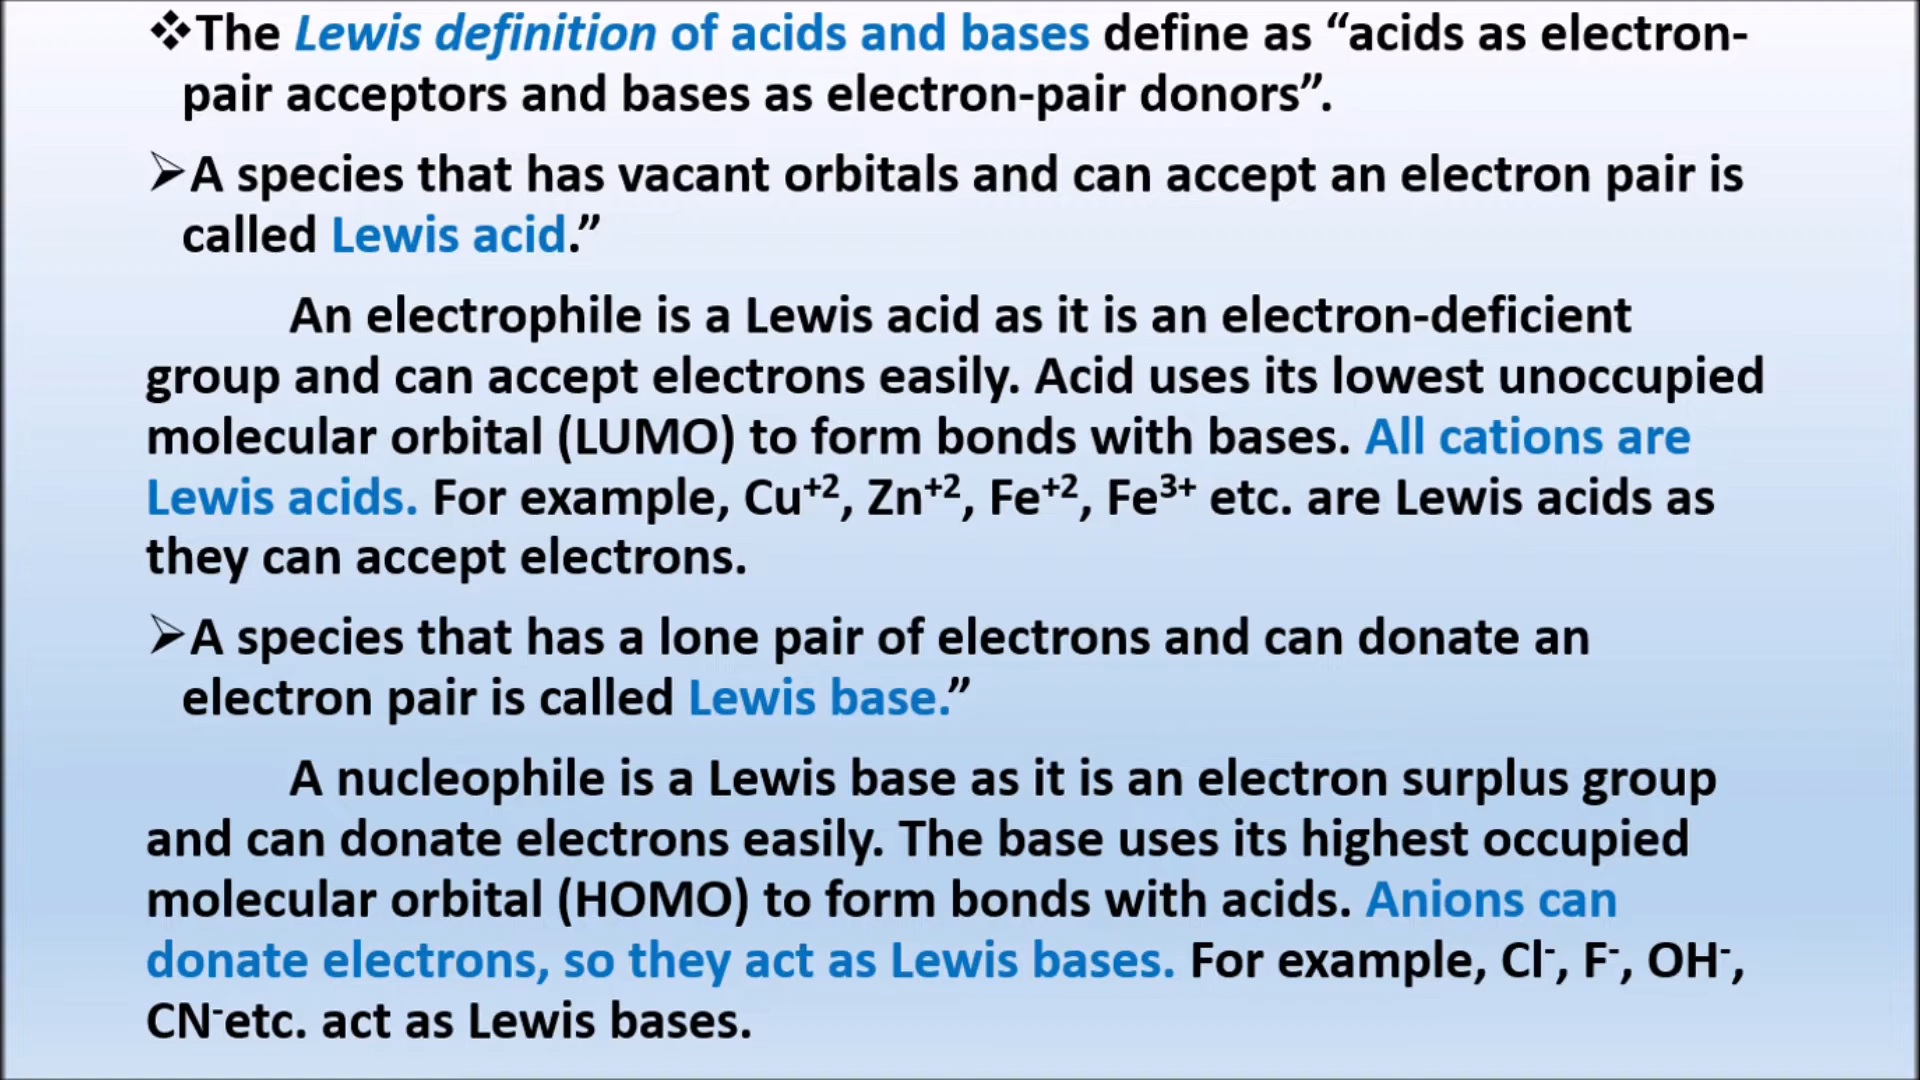 ❖The Lewis definition of acids and bases define as “acids as electron-
pair acceptors and bases as electron-pair donors”.
➢A species that has vacant orbitals and can accept an electron pair is
called Lewis acid.”
An electrophile is a Lewis acid as it is an electron-deficient
group and can accept electrons easily. Acid uses its lowest unoccupied
molecular orbital (LUMO) to form bonds with bases. All cations are
Lewis acids. For example, Cu⁺², Zn⁺², Fe⁺², Fe³⁺ etc. are Lewis acids as
they can accept electrons.
➢A species that has a lone pair of electrons and can donate an
electron pair is called Lewis base.”
A nucleophile is a Lewis base as it is an electron surplus group
and can donate electrons easily. The base uses its highest occupied
molecular orbital (HOMO) to form bonds with acids. Anions can
donate electrons, so they act as Lewis bases. For example, Cl⁻, F⁻, OH⁻,
CN⁻etc. act as Lewis bases.